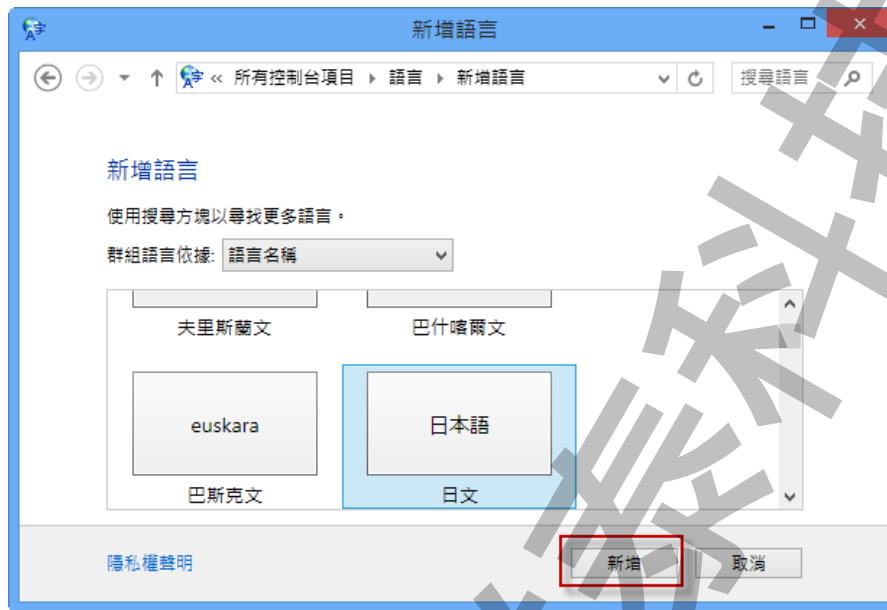 新增語言
« 所有控制台項目 ▸ 語言 ▸ 新增語言
搜尋語言
新增語言
使用搜尋方塊以尋找更多語言。
群組語言依據: 語言名稱
夫里斯蘭文 巴什喀爾文
euskara 日本語
巴斯克文 日文
隱私權聲明 新增 取消